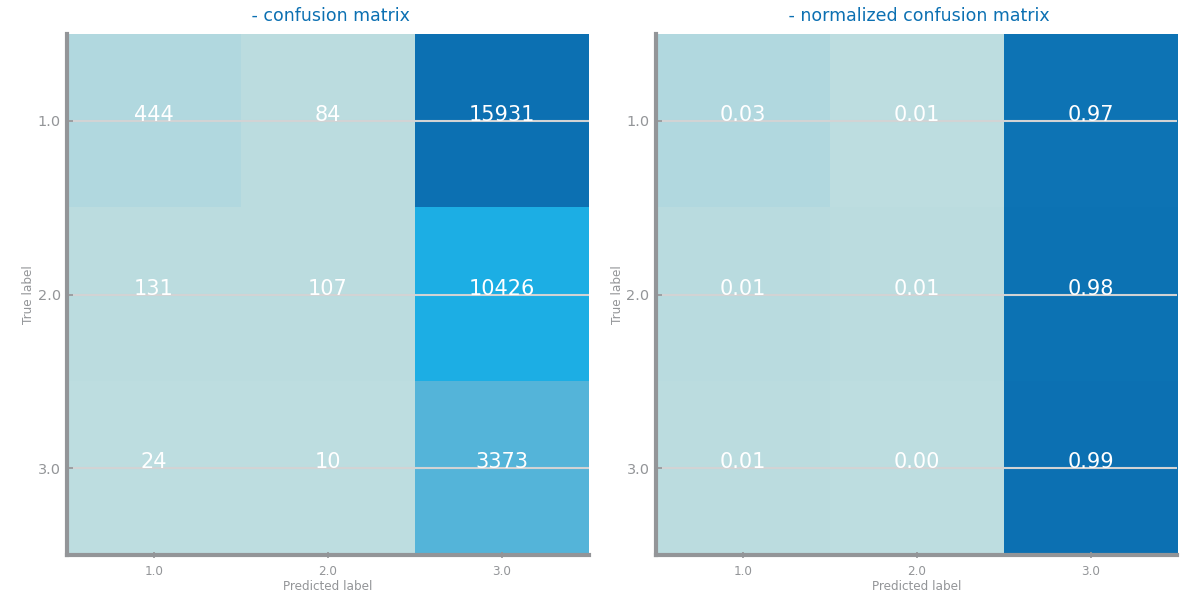 - confusion matrix
1.0
444 84 15931
2.0
131 107 10426
3.0
24 10 3373
True label
1.0 2.0 3.0
Predicted label
- normalized confusion matrix
1.0
0.03 0.01 0.97
2.0
0.01 0.01 0.98
3.0
0.01 0.00 0.99
True label
1.0 2.0 3.0
Predicted label